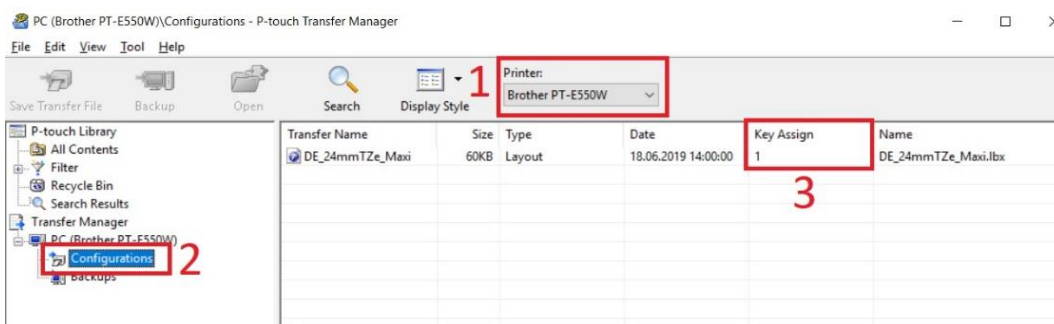 PC (Brother PT-E550W)\Configurations - P-touch Transfer Manager
File Edit View Tool Help
Save Transfer File Backup Open Search Display Style 1 Printer:
Brother PT-E550W
P-touch Library
All Contents
Filter
Recycle Bin
Search Results
Transfer Manager
PC (Brother PT-E550W)
Configurations 2
Backups
Transfer Name Size Type Date Key Assign Name
DE_24mmTZe_Maxi 60KB Layout 18.06.2019 14:00:00 1 DE_24mmTZe_Maxi.lbx
3